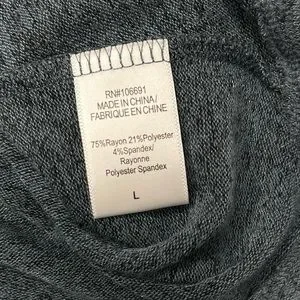 RN#106691
MADE IN CHINA/
FABRIQUE EN CHINE
75%Rayon 21%Polyester
4%Spandex/
Rayonne
Polyester Spandex
L